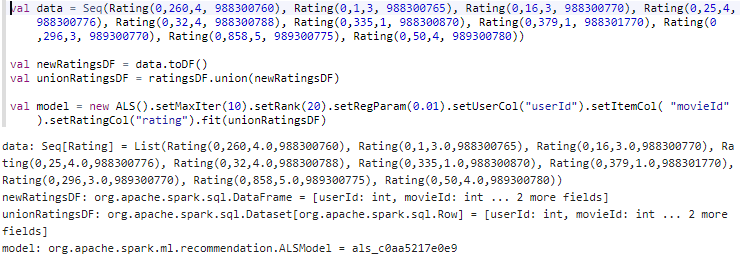 val data = Seq(Rating(0,260,4, 988300760), Rating(0,1,3, 988300765), Rating(0,16,3, 988300770), Rating(0,25,4,
988300776), Rating(0,32,4, 988300788), Rating(0,335,1, 988300870), Rating(0,379,1, 988301770), Rating(0
,296,3, 989300770), Rating(0,858,5, 989300775), Rating(0,50,4, 989300780))
val newRatingsDF = data.toDF()
val unionRatingsDF = ratingsDF.union(newRatingsDF)
val model = new ALS().setMaxIter(10).setRank(20).setRegParam(0.01).setUserCol("userId").setItemCol( "movieId"
).setRatingCol("rating").fit(unionRatingsDF)
data: Seq[Rating] = List(Rating(0,260,4.0,988300760), Rating(0,1,3.0,988300765), Rating(0,16,3.0,988300770), Ra
ting(0,25,4.0,988300776), Rating(0,32,4.0,988300788), Rating(0,335,1.0,988300870), Rating(0,379,1.0,988301770),
Rating(0,296,3.0,989300770), Rating(0,858,5.0,989300775), Rating(0,50,4.0,989300780))
newRatingsDF: org.apache.spark.sql.DataFrame = [userId: int, movieId: int ... 2 more fields]
unionRatingsDF: org.apache.spark.sql.Dataset[org.apache.spark.sql.Row] = [userId: int, movieId: int ... 2 more
fields]
model: org.apache.spark.ml.recommendation.ALSModel = als_c0aa5217e0e9